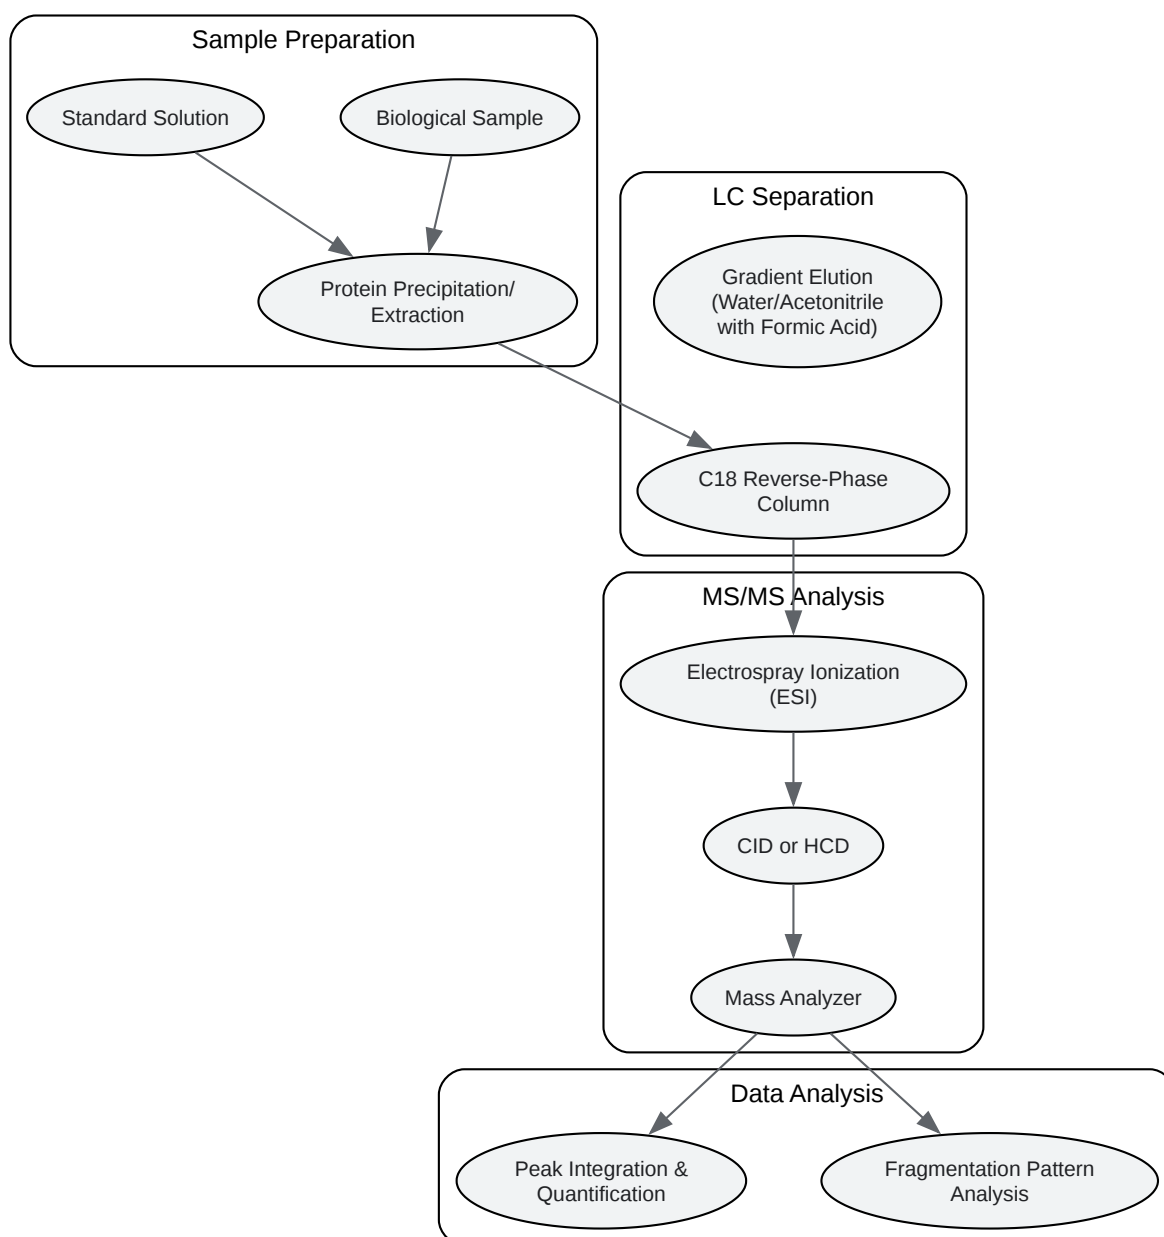 Sample Preparation
Standard Solution
Biological Sample
Protein Precipitation/
Extraction
LC Separation
Gradient Elution
(Water/Acetonitrile
with Formic Acid)
C18 Reverse-Phase
Column
MS/MS Analysis
Electrospray Ionization
(ESI)
CID or HCD
Mass Analyzer
Data Analysis
Peak Integration &
Quantification
Fragmentation Pattern
Analysis